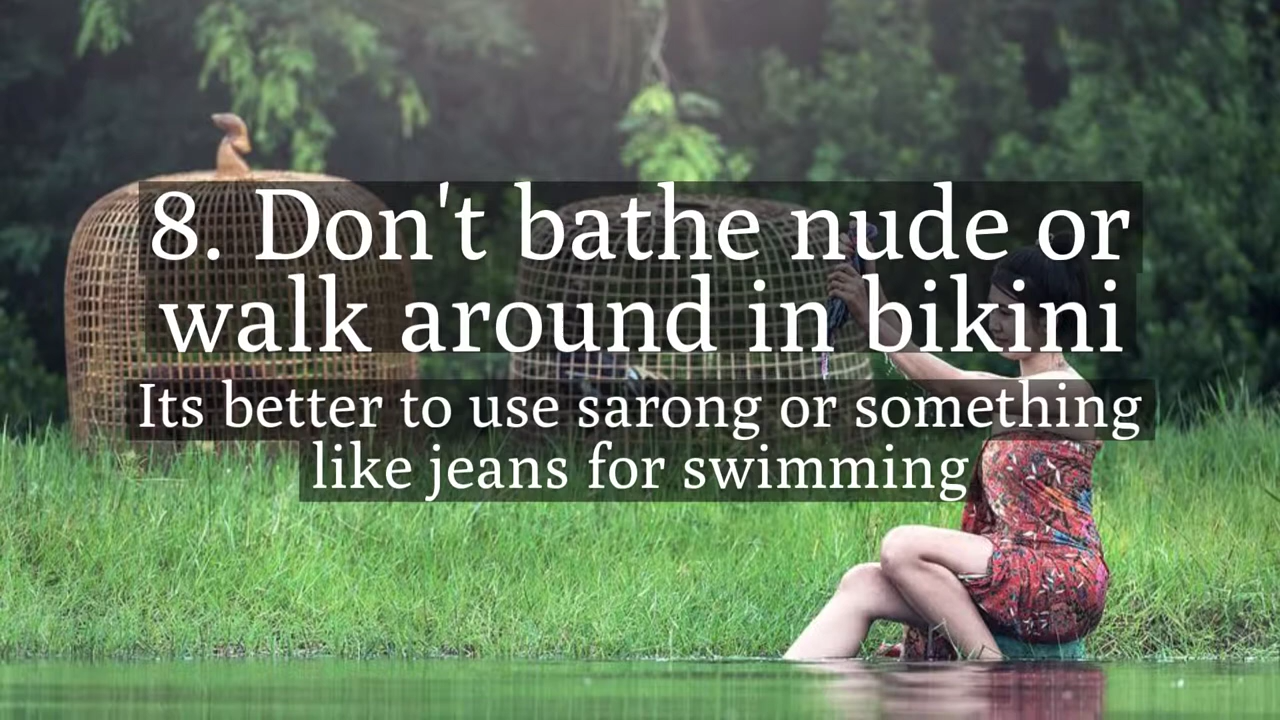 8. Don't bathe nude or
walk around in bikini
Its better to use sarong or something
like jeans for swimming